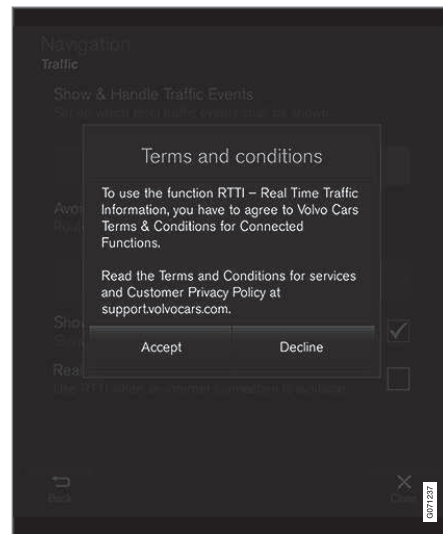 Navigation
Traffic
Show & Handle Traffic Events
Terms and conditions
To use the function RTTI – Real Time Traffic
Information, you have to agree to Volvo Cars
Terms & Conditions for Connected
Functions.
Read the Terms and Conditions for services
and Customer Privacy Policy at
support.volvocars.com.
Accept
Decline
Back
Close
G071237